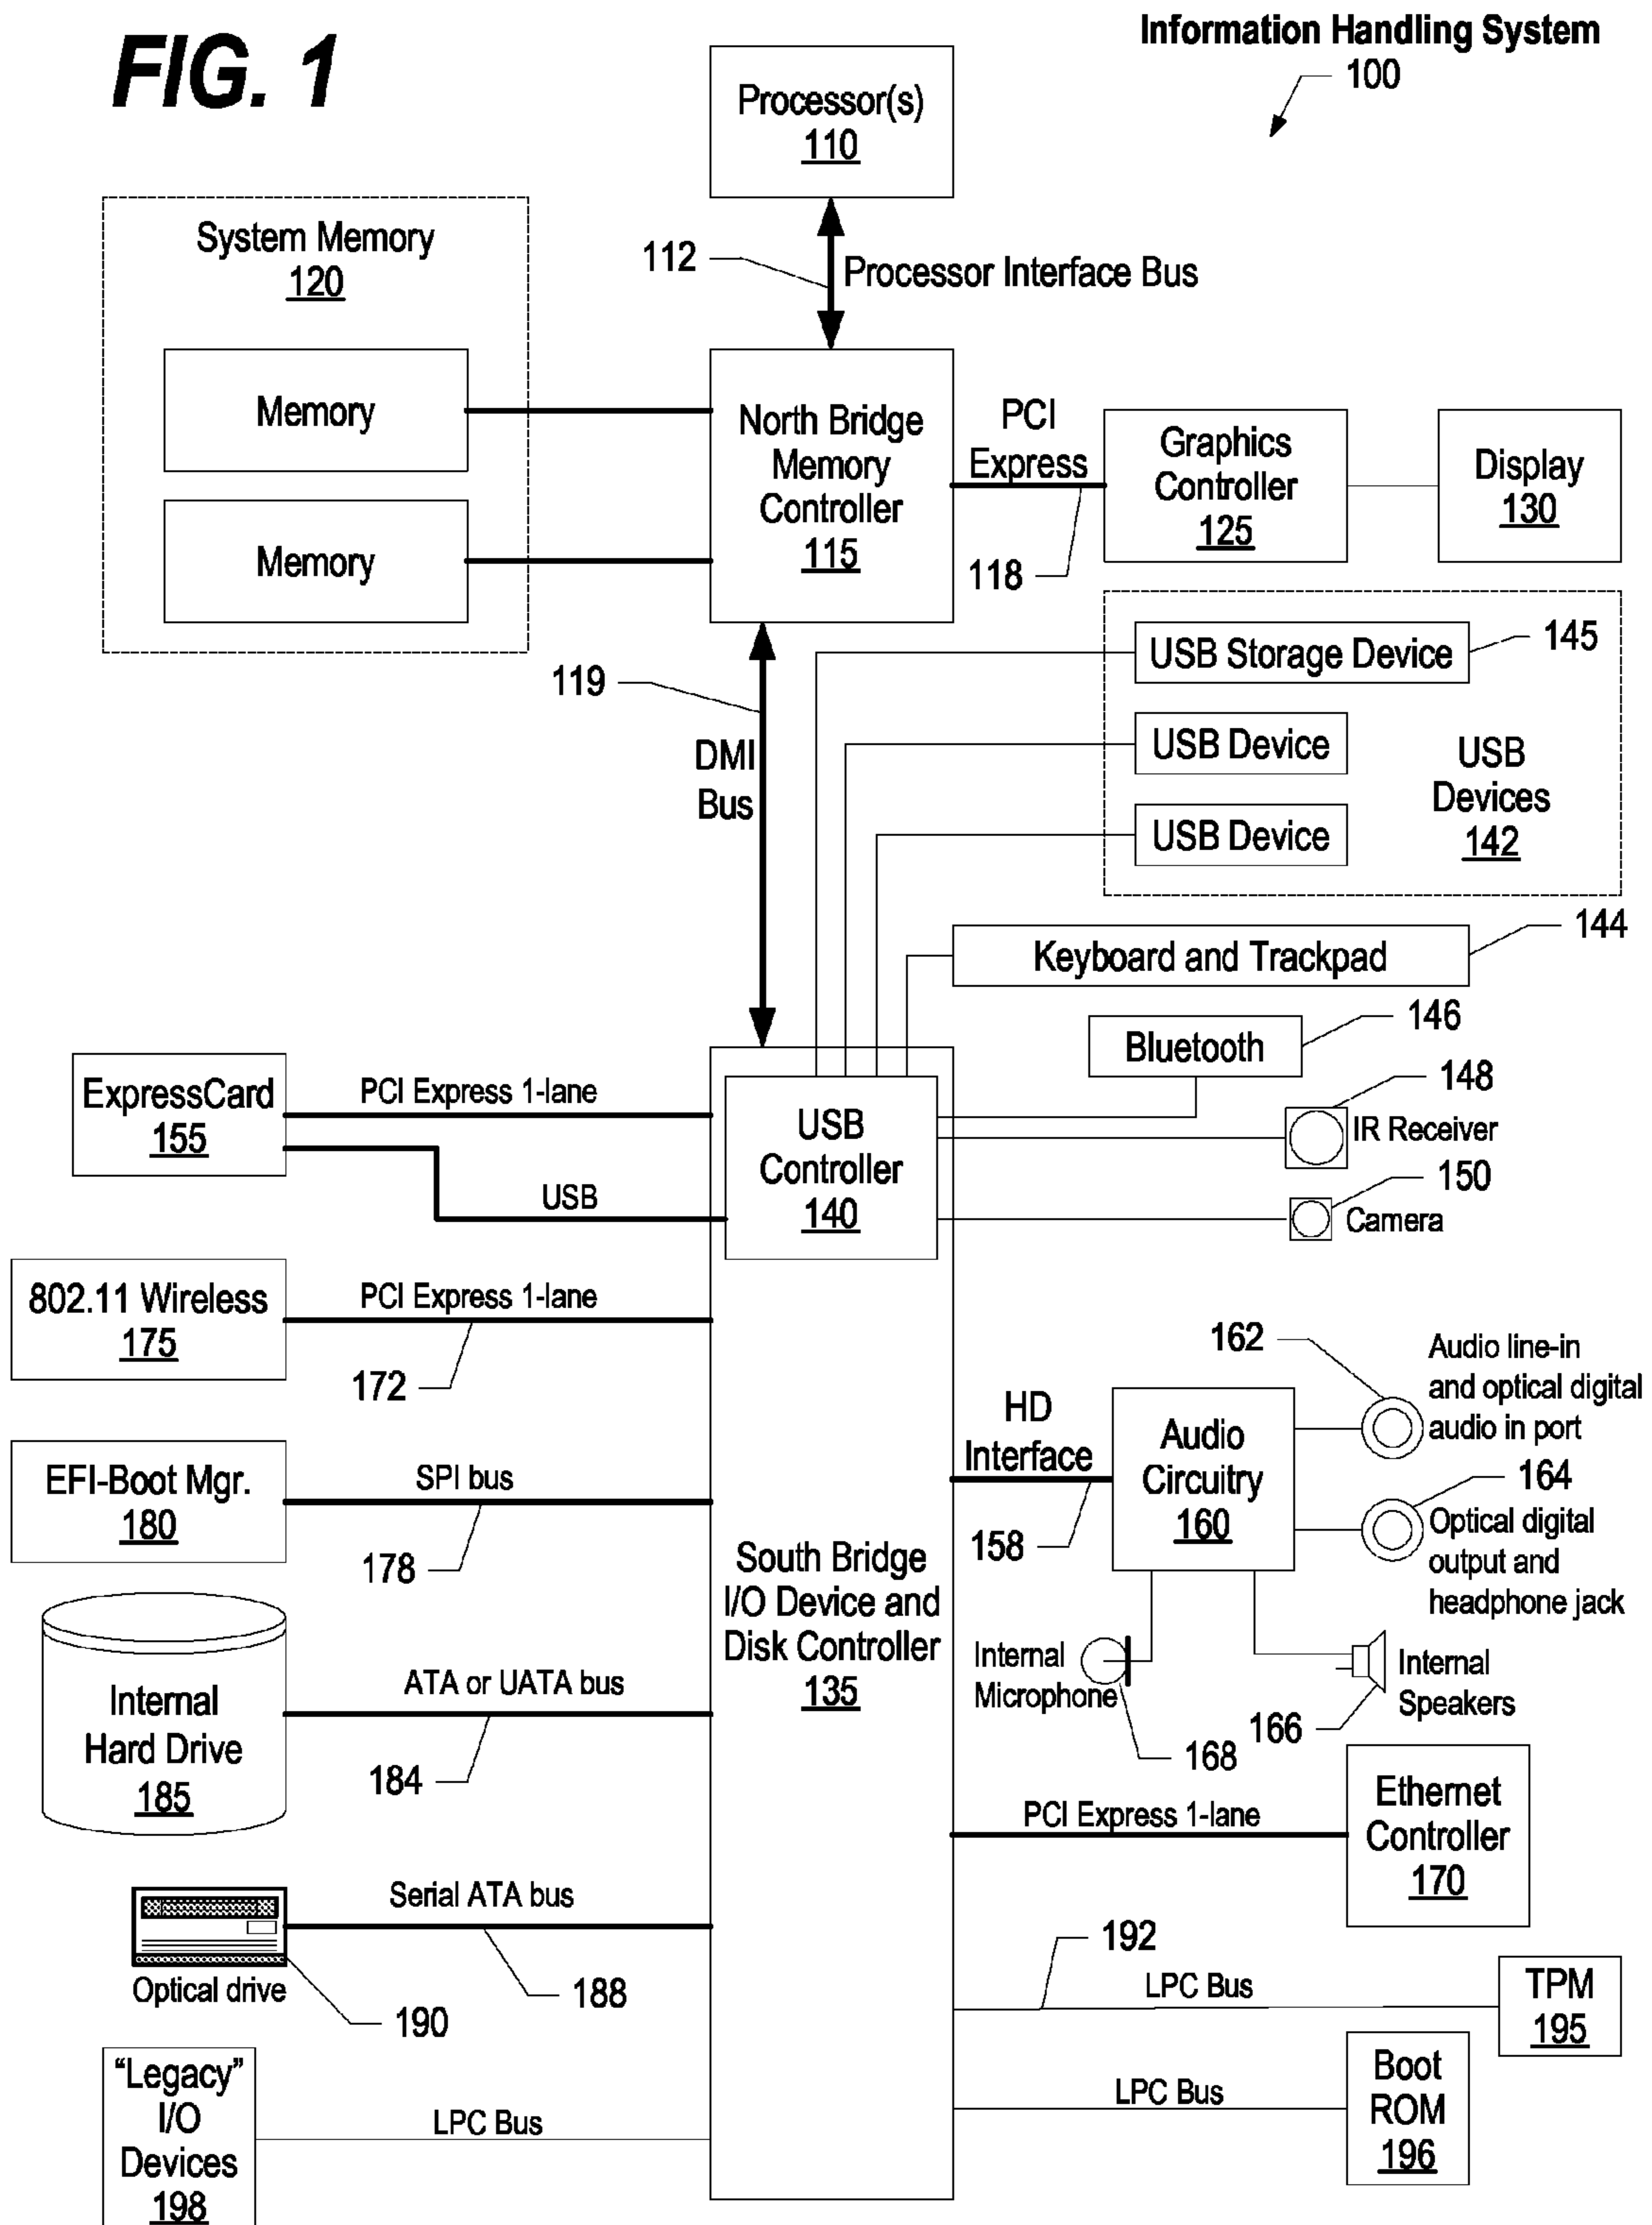 FIG. 1
Information Handling System
100
Processor(s)
110
System Memory
120
112
Processor Interface Bus
Memory
Memory
North Bridge
Memory
Controller
115
PCI
Express
118
Graphics
Controller
125
Display
130
119
DMI
Bus
USB Storage Device
145
USB Device
USB Device
USB
Devices
142
Keyboard and Trackpad
144
Bluetooth
146
148
IR Receiver
150
Camera
ExpressCard
155
PCI Express 1-lane
USB
USB
Controller
140
802.11 Wireless
175
PCI Express 1-lane
172
EFI-Boot Mgr.
180
SPI bus
178
HD
Interface
158
Audio
Circuitry
160
162
Audio line-in
and optical digital
audio in port
164
Optical digital
output and
headphone jack
South Bridge
I/O Device and
Disk Controller
135
Internal
Microphone
168
Internal
Speakers
166
Internal
Hard Drive
185
ATA or UATA bus
184
PCI Express 1-lane
Ethernet
Controller
170
Serial ATA bus
188
Optical drive
190
192
LPC Bus
TPM
195
LPC Bus
Boot
ROM
196
“Legacy”
I/O
Devices
198
LPC Bus